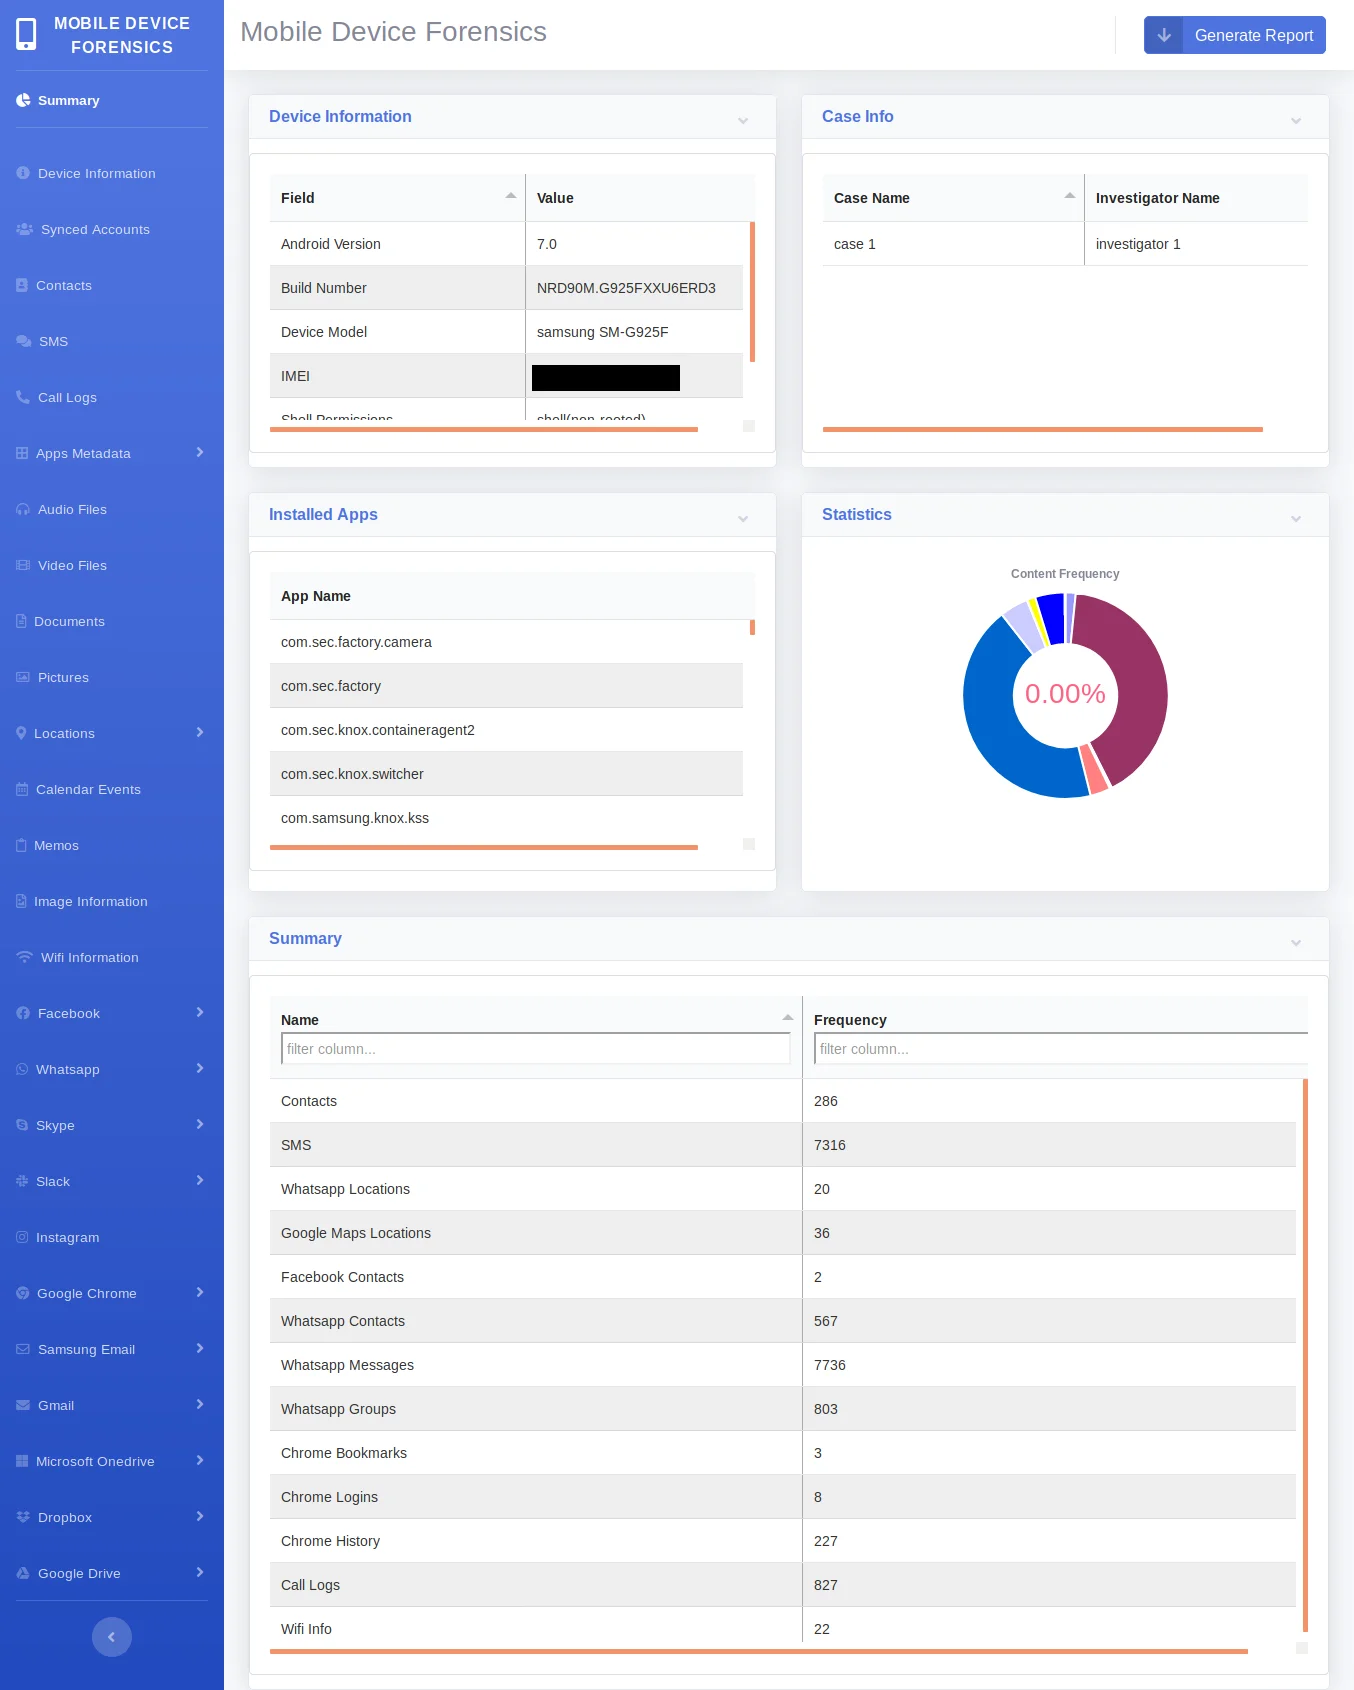 MOBILE DEVICE
FORENSICS
Summary
Device Information
Synced Accounts
Contacts
SMS
Call Logs
Apps Metadata
Audio Files
Video Files
Documents
Pictures
Locations
Calendar Events
Memos
Image Information
Wifi Information
Facebook
Whatsapp
Skype
Slack
Instagram
Google Chrome
Samsung Email
Gmail
Microsoft Onedrive
Dropbox
Google Drive
Mobile Device Forensics
Generate Report
Device Information
Field Value
Android Version 7.0
Build Number NRD90M.G925FXXU6ERD3
Device Model samsung SM-G925F
IMEI
Shell Permissions shell(non-rooted)
Case Info
Case Name Investigator Name
case 1 investigator 1
Installed Apps
App Name
com.sec.factory.camera
com.sec.factory
com.sec.knox.containeragent2
com.sec.knox.switcher
com.samsung.knox.kss
Statistics
Content Frequency
0.00%
Summary
Name Frequency
filter column... filter column...
Contacts 286
SMS 7316
Whatsapp Locations 20
Google Maps Locations 36
Facebook Contacts 2
Whatsapp Contacts 567
Whatsapp Messages 7736
Whatsapp Groups 803
Chrome Bookmarks 3
Chrome Logins 8
Chrome History 227
Call Logs 827
Wifi Info 22